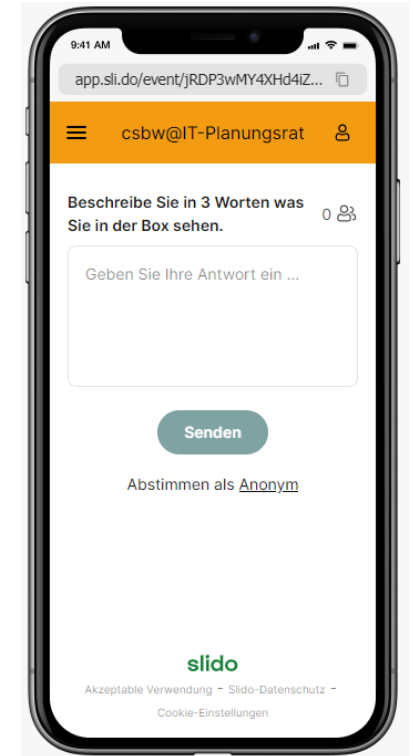 9:41 AM
app.sli.do/event/jRDP3wMY4XHd4iZ...
csbw@IT-Planungsrat
Beschreibe Sie in 3 Worten was
Sie in der Box sehen.
0
Geben Sie Ihre Antwort ein ...
Senden
Abstimmen als Anonym
slido
Akzeptable Verwendung - Slido-Datenschutz -
Cookie-Einstellungen